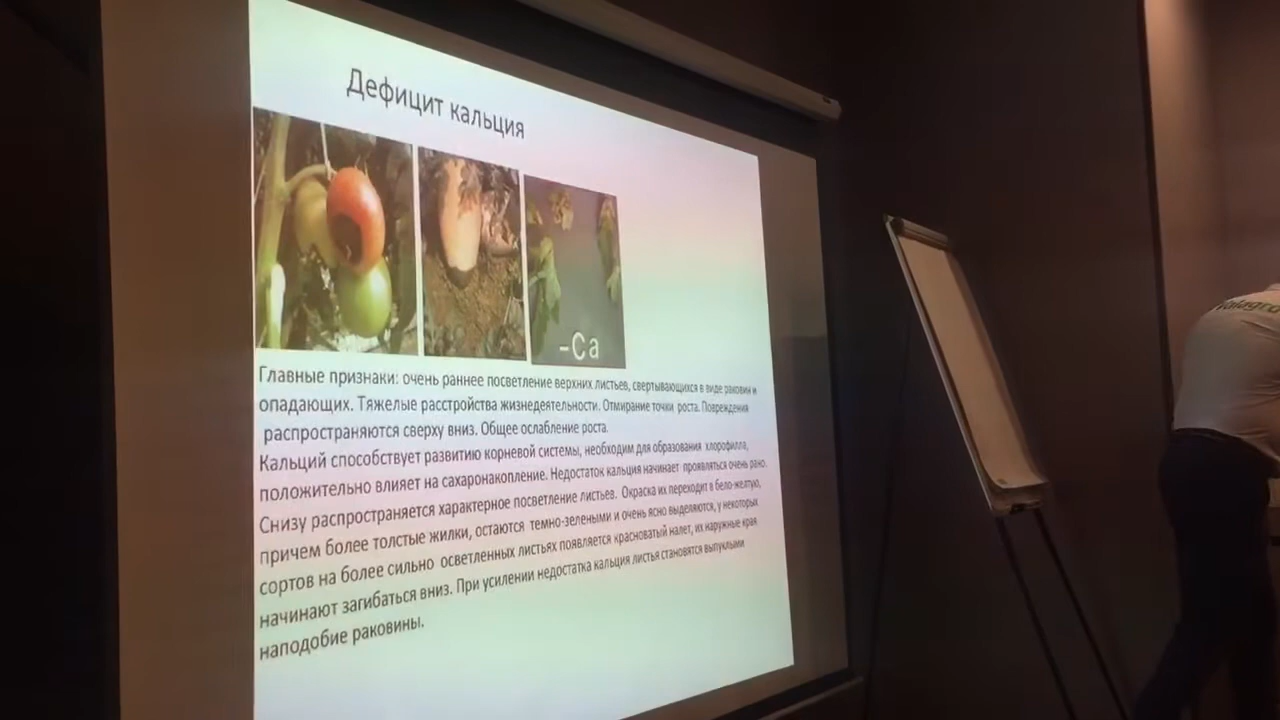 Дефицит кальция
-Ca
Главные признаки: очень раннее посветление верхних листьев, свертывающихся в виде раковин и
опадающих. Тяжелые расстройства жизнедеятельности. Отмирание точки роста. Повреждения
распространяются сверху вниз. Общее ослабление роста.
Кальций способствует развитию корневой системы, необходим для образования хлорофилла,
положительно влияет на сахаронакопление. Недостаток кальция начинает проявляться очень рано.
Снизу распространяется характерное посветление листьев. Окраска их переходит в бело-желтую,
причем более толстые жилки, остаются темно-зелеными и очень ясно выделяются, у некоторых
сортов на более сильно осветленных листьях появляется красноватый налет, их наружные края
начинают загибаться вниз. При усилении недостатка кальция листья становятся выпуклыми
наподобие раковины.
Valagro